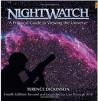 NIGHTWATCH
A Practical Guide to Viewing the Universe
TERENCE DICKINSON